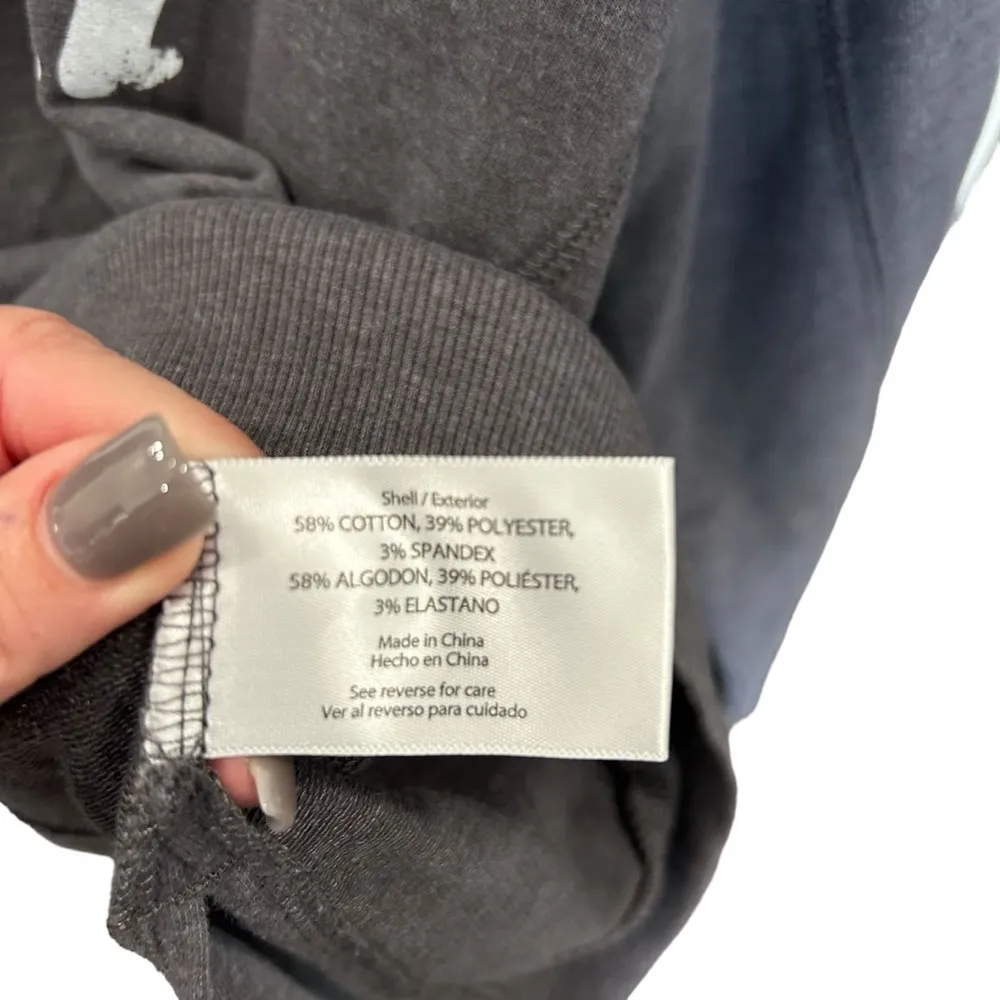 Shell / Exterior
58% COTTON, 39% POLYESTER,
3% SPANDEX
58% ALGODON, 39% POLIÉSTER,
3% ELASTANO
Made in China
Hecho en China
See reverse for care
Ver al reverso para cuidado